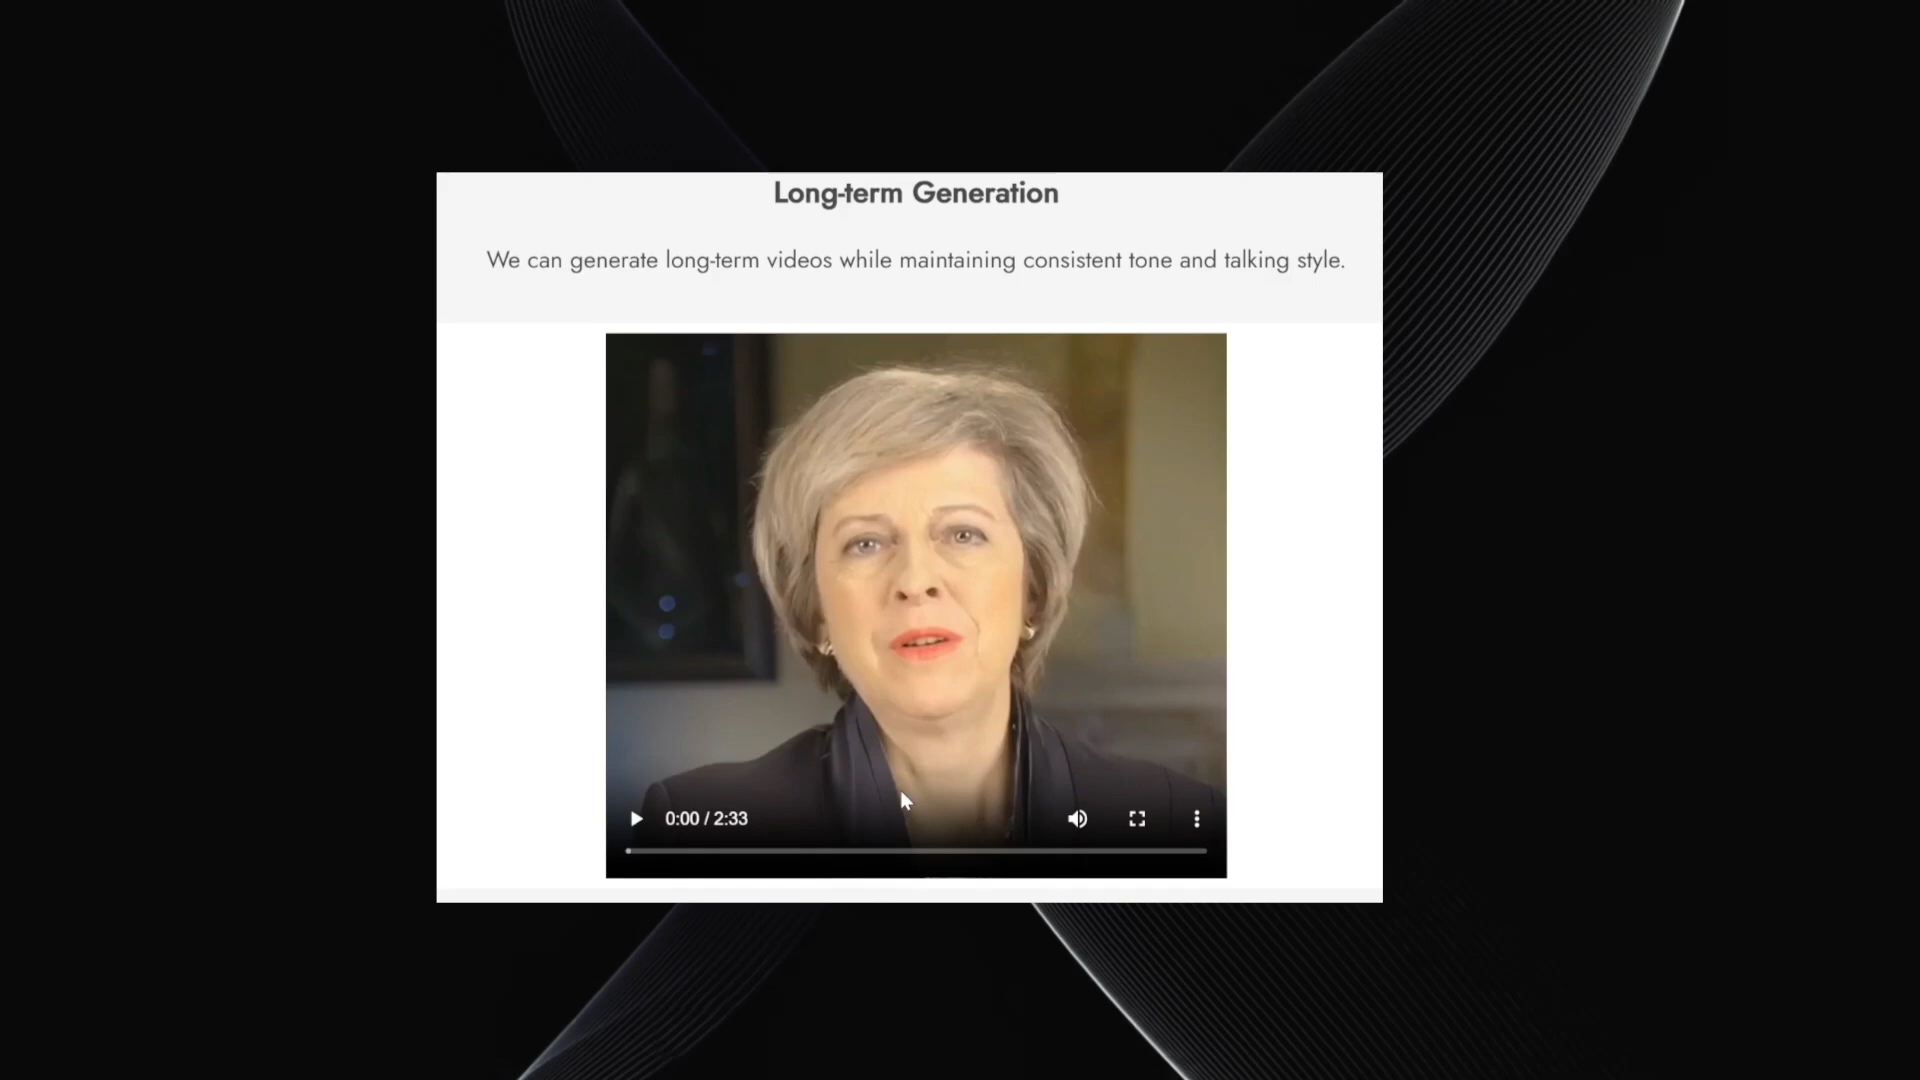 Long-term Generation
We can generate long-term videos while maintaining consistent tone and talking style.
0:00 / 2:33